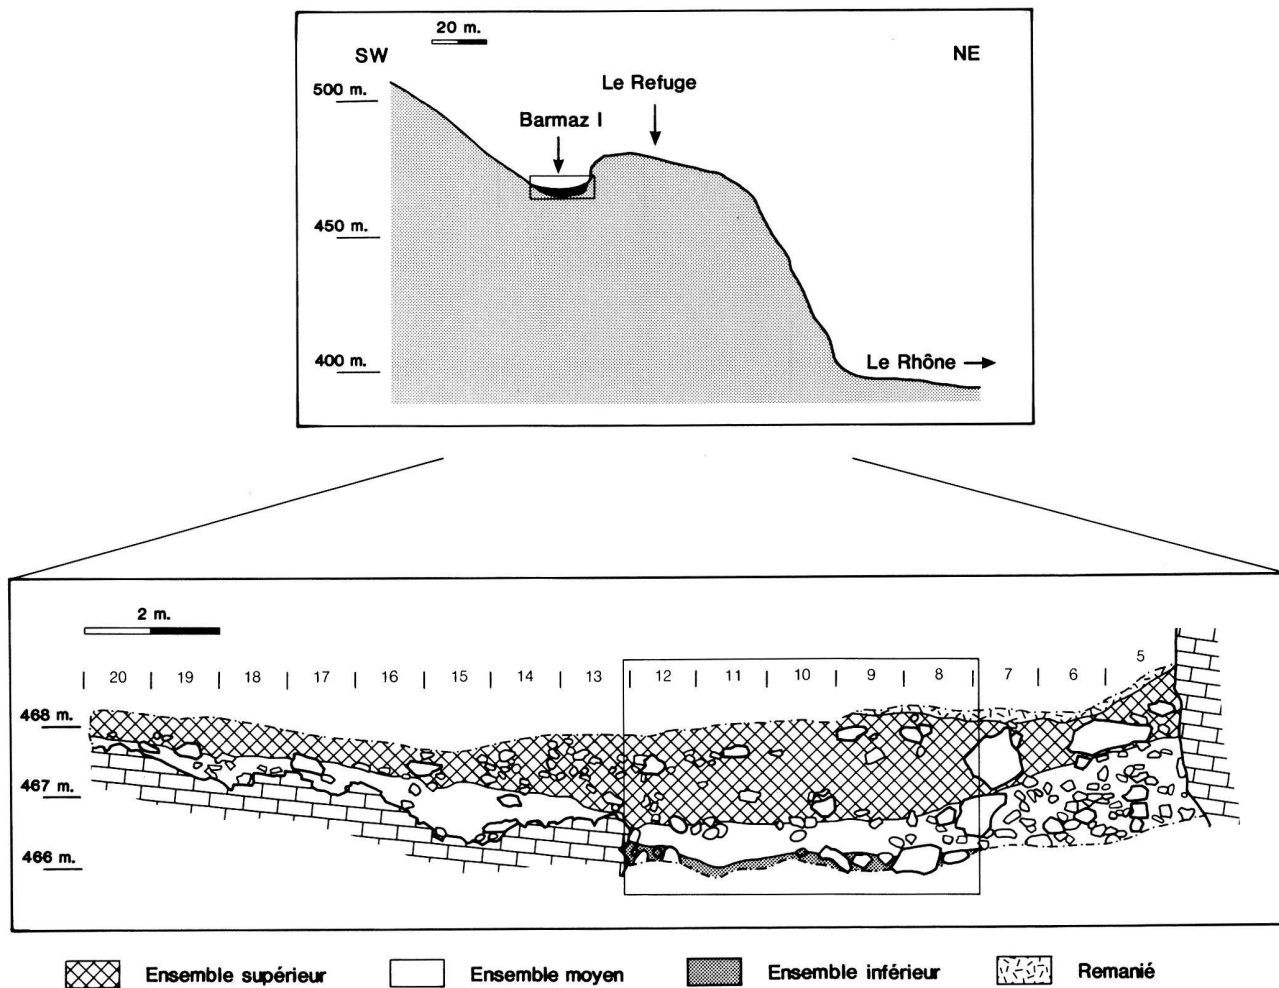 20 m.
SW
NE
500 m.
Le Refuge
Barmaz I
450 m.
400 m.
Le Rhône
2 m.
20 19 18 17 16 15 14 13 12 11 10 9 8 7 6 5
468 m.
467 m.
466 m.
Ensemble supérieur Ensemble moyen Ensemble inférieur Remanié